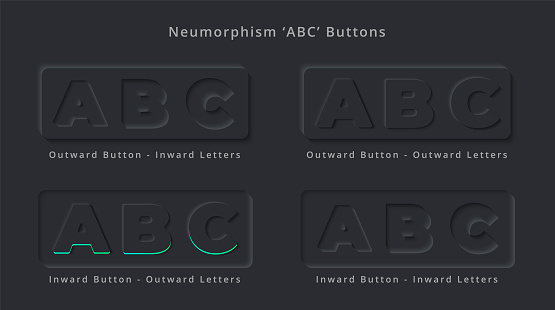 Neumorphism ‘ABC’ Buttons
ABC
ABC
Outward Button - Inward Letters
Outward Button - Outward Letters
ABC
ABC
Inward Button - Outward Letters
Inward Button - Inward Letters